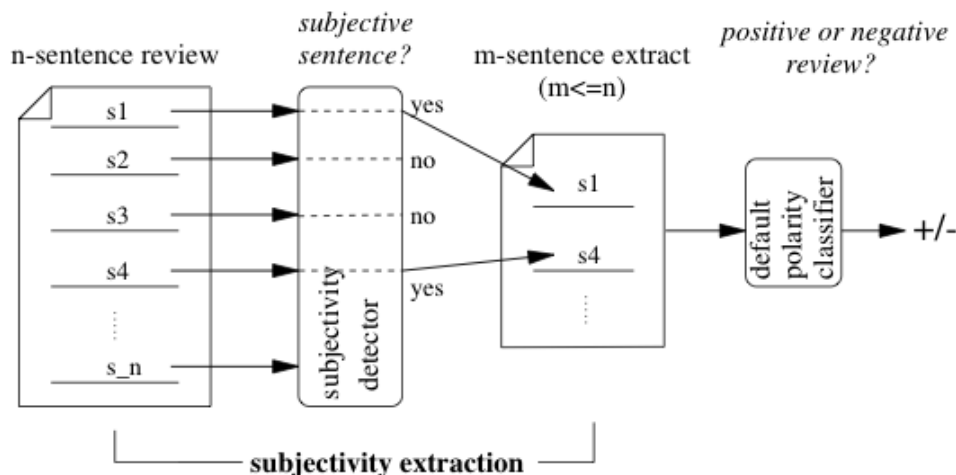 n-sentence review
s1
s2
s3
s4
s_n
subjective
sentence?
subjectivity
detector
yes
no
no
yes
m-sentence extract
(m<=n)
s1
s4
positive or negative
review?
default
polarity
classifier
+/-
subjectivity extraction